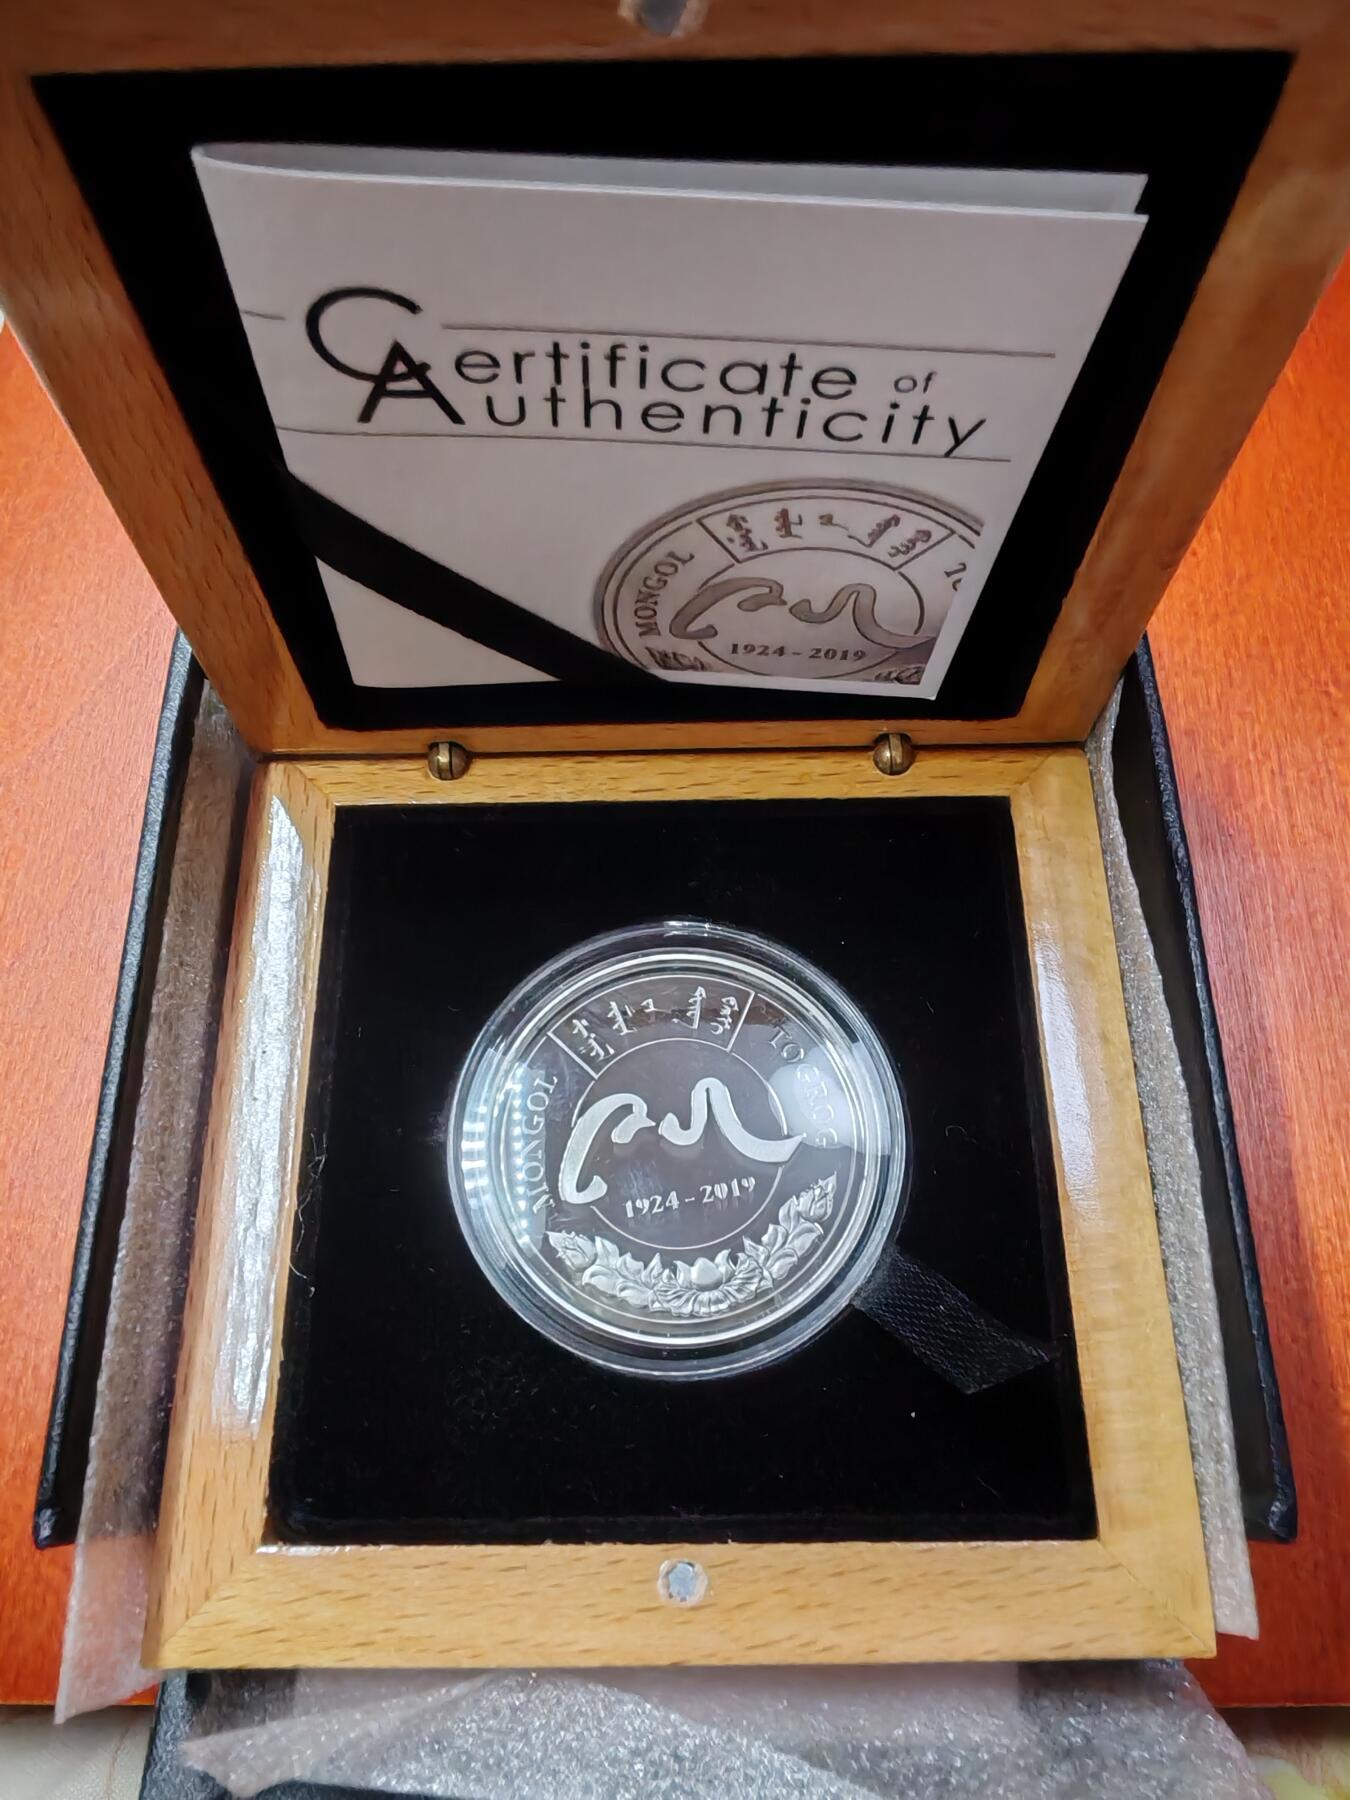 Certificate of
Authenticity
MONGOL
1924 - 2019
MONGOL
TOGROG
1924 - 2019